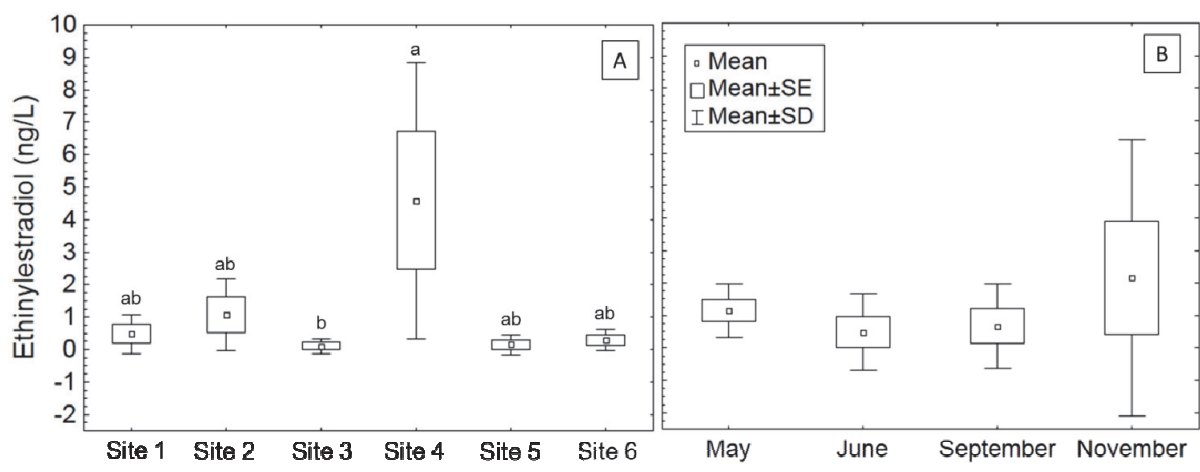 Ethinylestradiol (ng/L)
10
9
8
7
6
5
4
3
2
1
0
-1
-2
A
ab
ab
b
a
ab
ab
Site 1 Site 2 Site 3 Site 4 Site 5 Site 6
B
Mean
Mean±SE
Mean±SD
May June September November